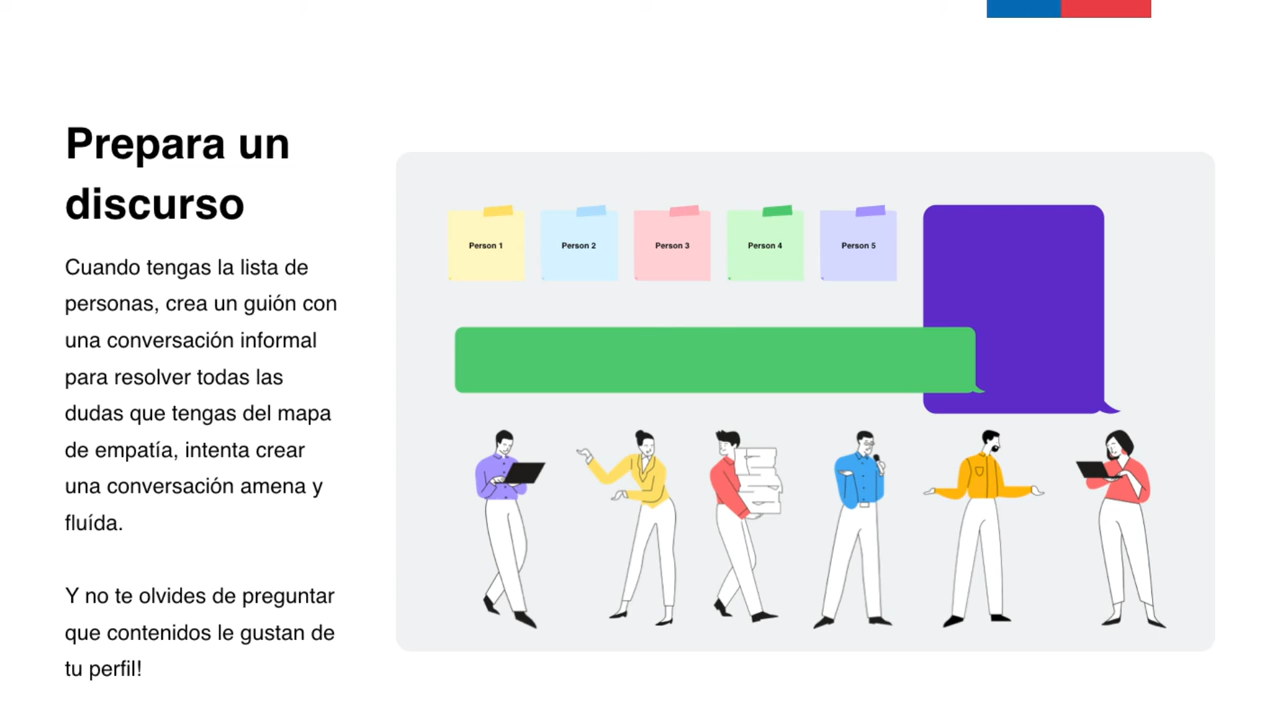 Prepara un
discurso
Cuando tengas la lista de
personas, crea un guión con
una conversación informal
para resolver todas las
dudas que tengas del mapa
de empatía, intenta crear
una conversación amena y
fluída.
Y no te olvides de preguntar
que contenidos le gustan de
tu perfil!
Person 1
Person 2
Person 3
Person 4
Person 5